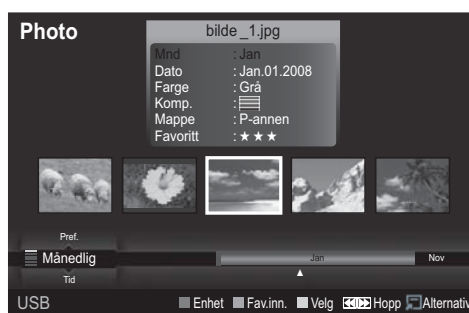 Photo
bilde _1.jpg
Mnd : Jan
Dato : Jan.01.2008
Farge : Grå
Komp. :
Mappe : P-annen
Favoritt : ★★★
Pref.
Månedlig
Jan Nov
Tid
USB Enhet Fav.inn. Velg Hopp Alternativ